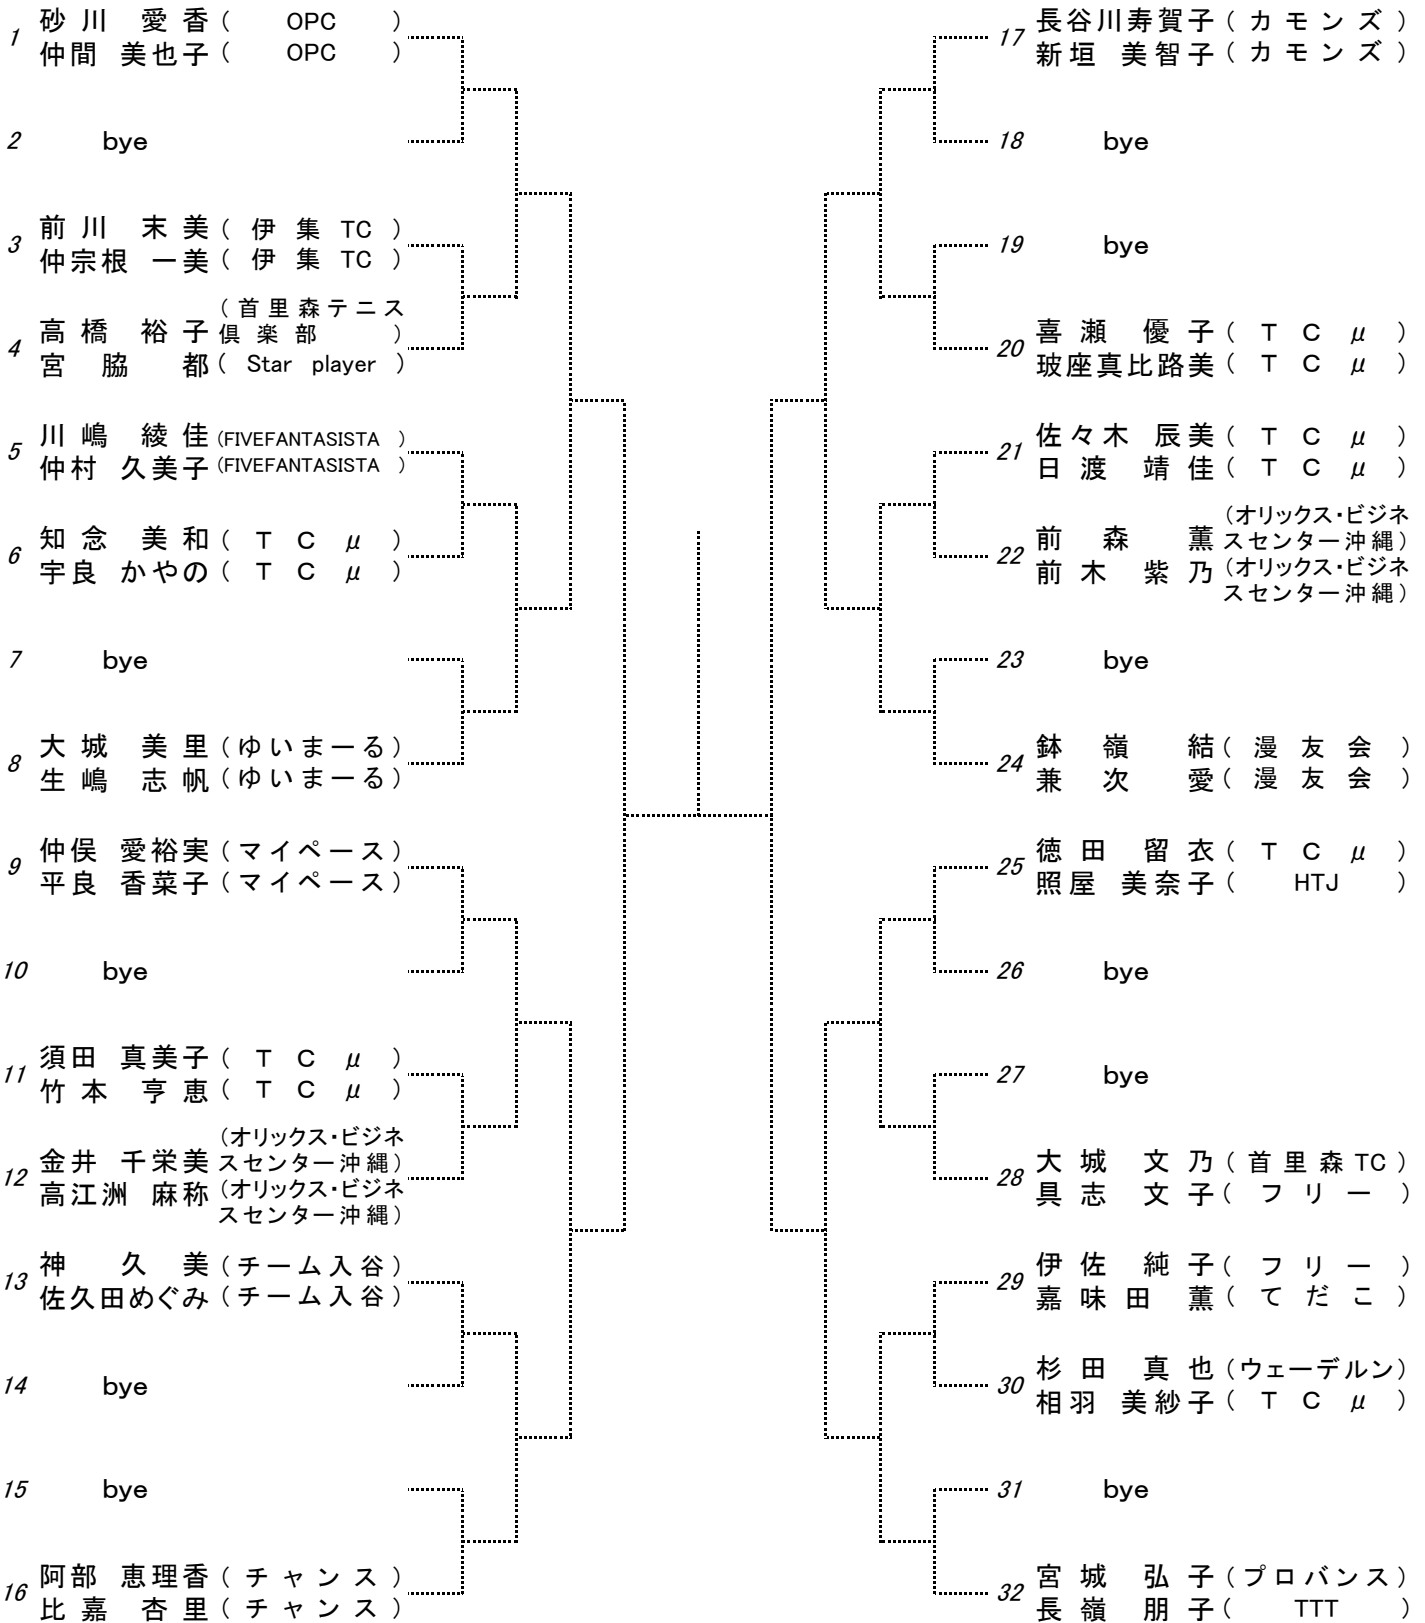 1 砂川 愛香 ( OPC )
仲間 美也子 ( OPC )
2 bye
3 前川 末美 ( 伊集 TC )
仲宗根 一美 ( 伊集 TC )
4 高橋 裕子 ( 首里森テニス
倶楽部 )
宮脇 都 ( Star player )
5 川嶋 綾佳 (FIVEFANTASISTA )
仲村 久美子 (FIVEFANTASISTA )
6 知念 美和 ( T C μ )
宇良 かやの ( T C μ )
7 bye
8 大城 美里 (ゆいまーる)
生嶋 志帆 (ゆいまーる)
9 仲俣 愛裕実 (マイペース)
平良 香菜子 (マイペース)
10 bye
11 須田 真美子 ( T C μ )
竹本 亨恵 ( T C μ )
12 金井 千栄美 (オリックス・ビジネ
スセンター沖縄)
高江洲 麻称 (オリックス・ビジネ
スセンター沖縄)
13 神 久美 (チーム入谷)
佐久田めぐみ (チーム入谷)
14 bye
15 bye
16 阿部 恵理香 (チャンス)
比嘉 杏里 (チャンス)
17 長谷川寿賀子 (カモンズ)
新垣 美智子 (カモンズ)
18 bye
19 bye
20 喜瀬 優子 ( T C μ )
玻座真比路美 ( T C μ )
21 佐々木 辰美 ( T C μ )
日渡 靖佳 ( T C μ )
22 前森 薫 (オリックス・ビジネ
スセンター沖縄)
前木 紫乃 (オリックス・ビジネ
スセンター沖縄)
23 bye
24 鉢嶺 結 ( 漫友会 )
兼次 愛 ( 漫友会 )
25 徳田 留衣 ( T C μ )
照屋 美奈子 ( HTJ )
26 bye
27 bye
28 大城 文乃 ( 首里森 TC )
具志 文子 ( フリー )
29 伊佐 純子 ( フリー )
嘉味田 薫 ( てだこ )
30 杉田 真也 (ウェーデルン)
相羽 美紗子 ( T C μ )
31 bye
32 宮城 弘子 (プロバンス)
長嶺 朋子 ( TTT )